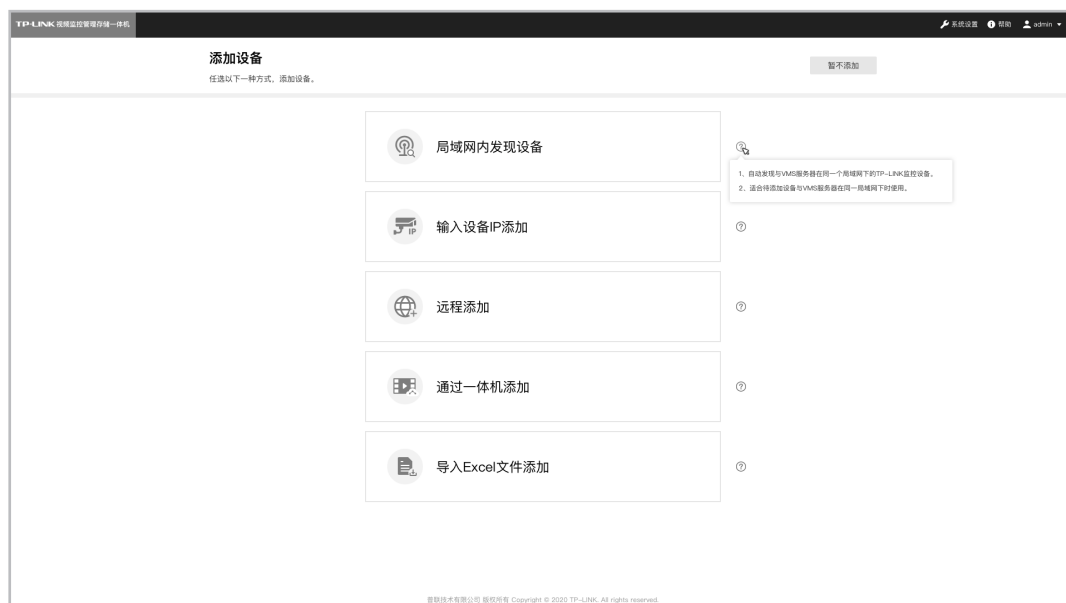 TP-LINK 视频监控管理存储一体机
系统设置 帮助 admin
添加设备
暂不添加
任选以下一种方式，添加设备。
局域网内发现设备
1、自动发现与VMS服务器在同一个局域网下的TP-LINK监控设备。
2、适合待添加设备与VMS服务器在同一局域网下时使用。
IP
输入设备IP添加
远程添加
通过一体机添加
导入Excel文件添加
普联技术有限公司 版权所有 Copyright © 2020 TP-LINK. All rights reserved.